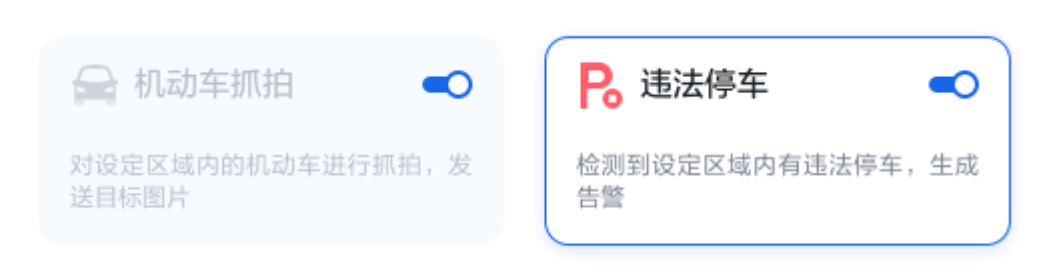 机动车抓拍
对设定区域内的机动车进行抓拍，发
送目标图片
违法停车
检测到设定区域内有违法停车，生成
告警